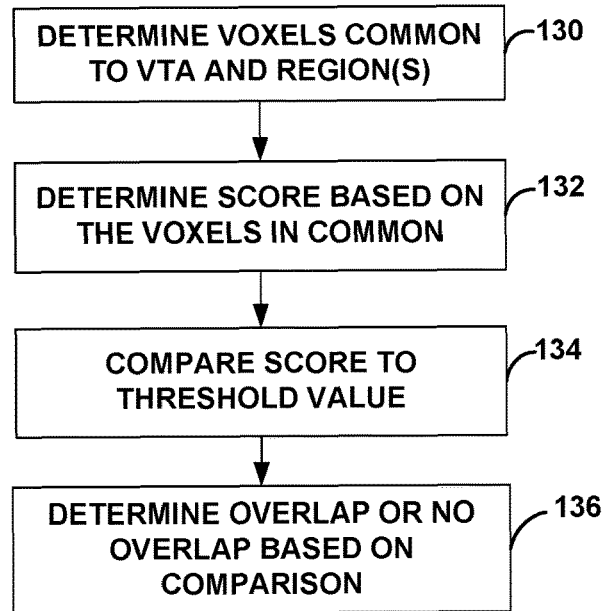 DETERMINE VOXELS COMMON
TO VTA AND REGION(S)
130
DETERMINE SCORE BASED ON
THE VOXELS IN COMMON
132
COMPARE SCORE TO
THRESHOLD VALUE
134
DETERMINE OVERLAP OR NO
OVERLAP BASED ON
COMPARISON
136